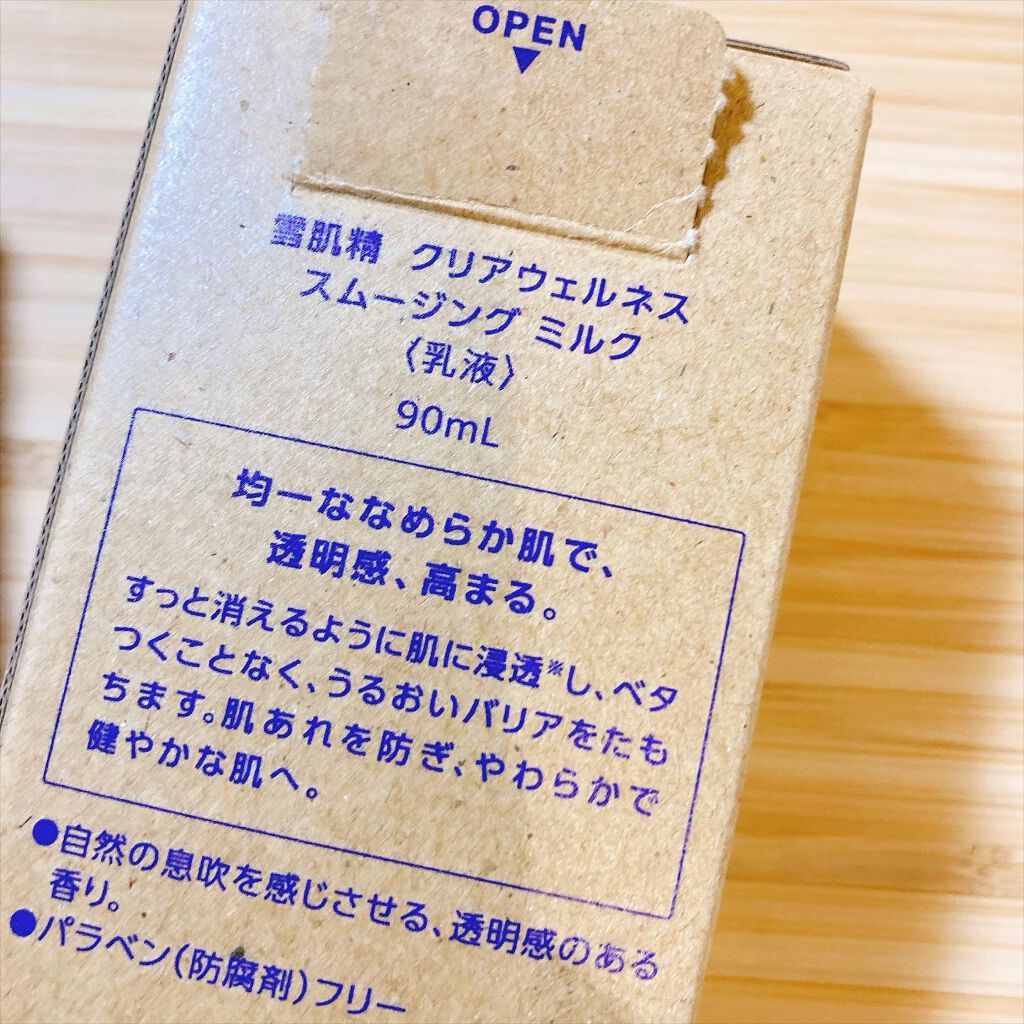 OPEN
雪肌精 クリアウェルネス
スムージング ミルク
〈乳液〉
90mL
均一ななめらか肌で、
透明感、高まる。
すっと消えるように肌に浸透※し、ベタ
つくことなく、うるおいバリアをたも
ちます。肌あれを防ぎ、やわらかで
健やかな肌へ。
●自然の息吹を感じさせる、透明感のある
香り。
●パラベン(防腐剤)フリー